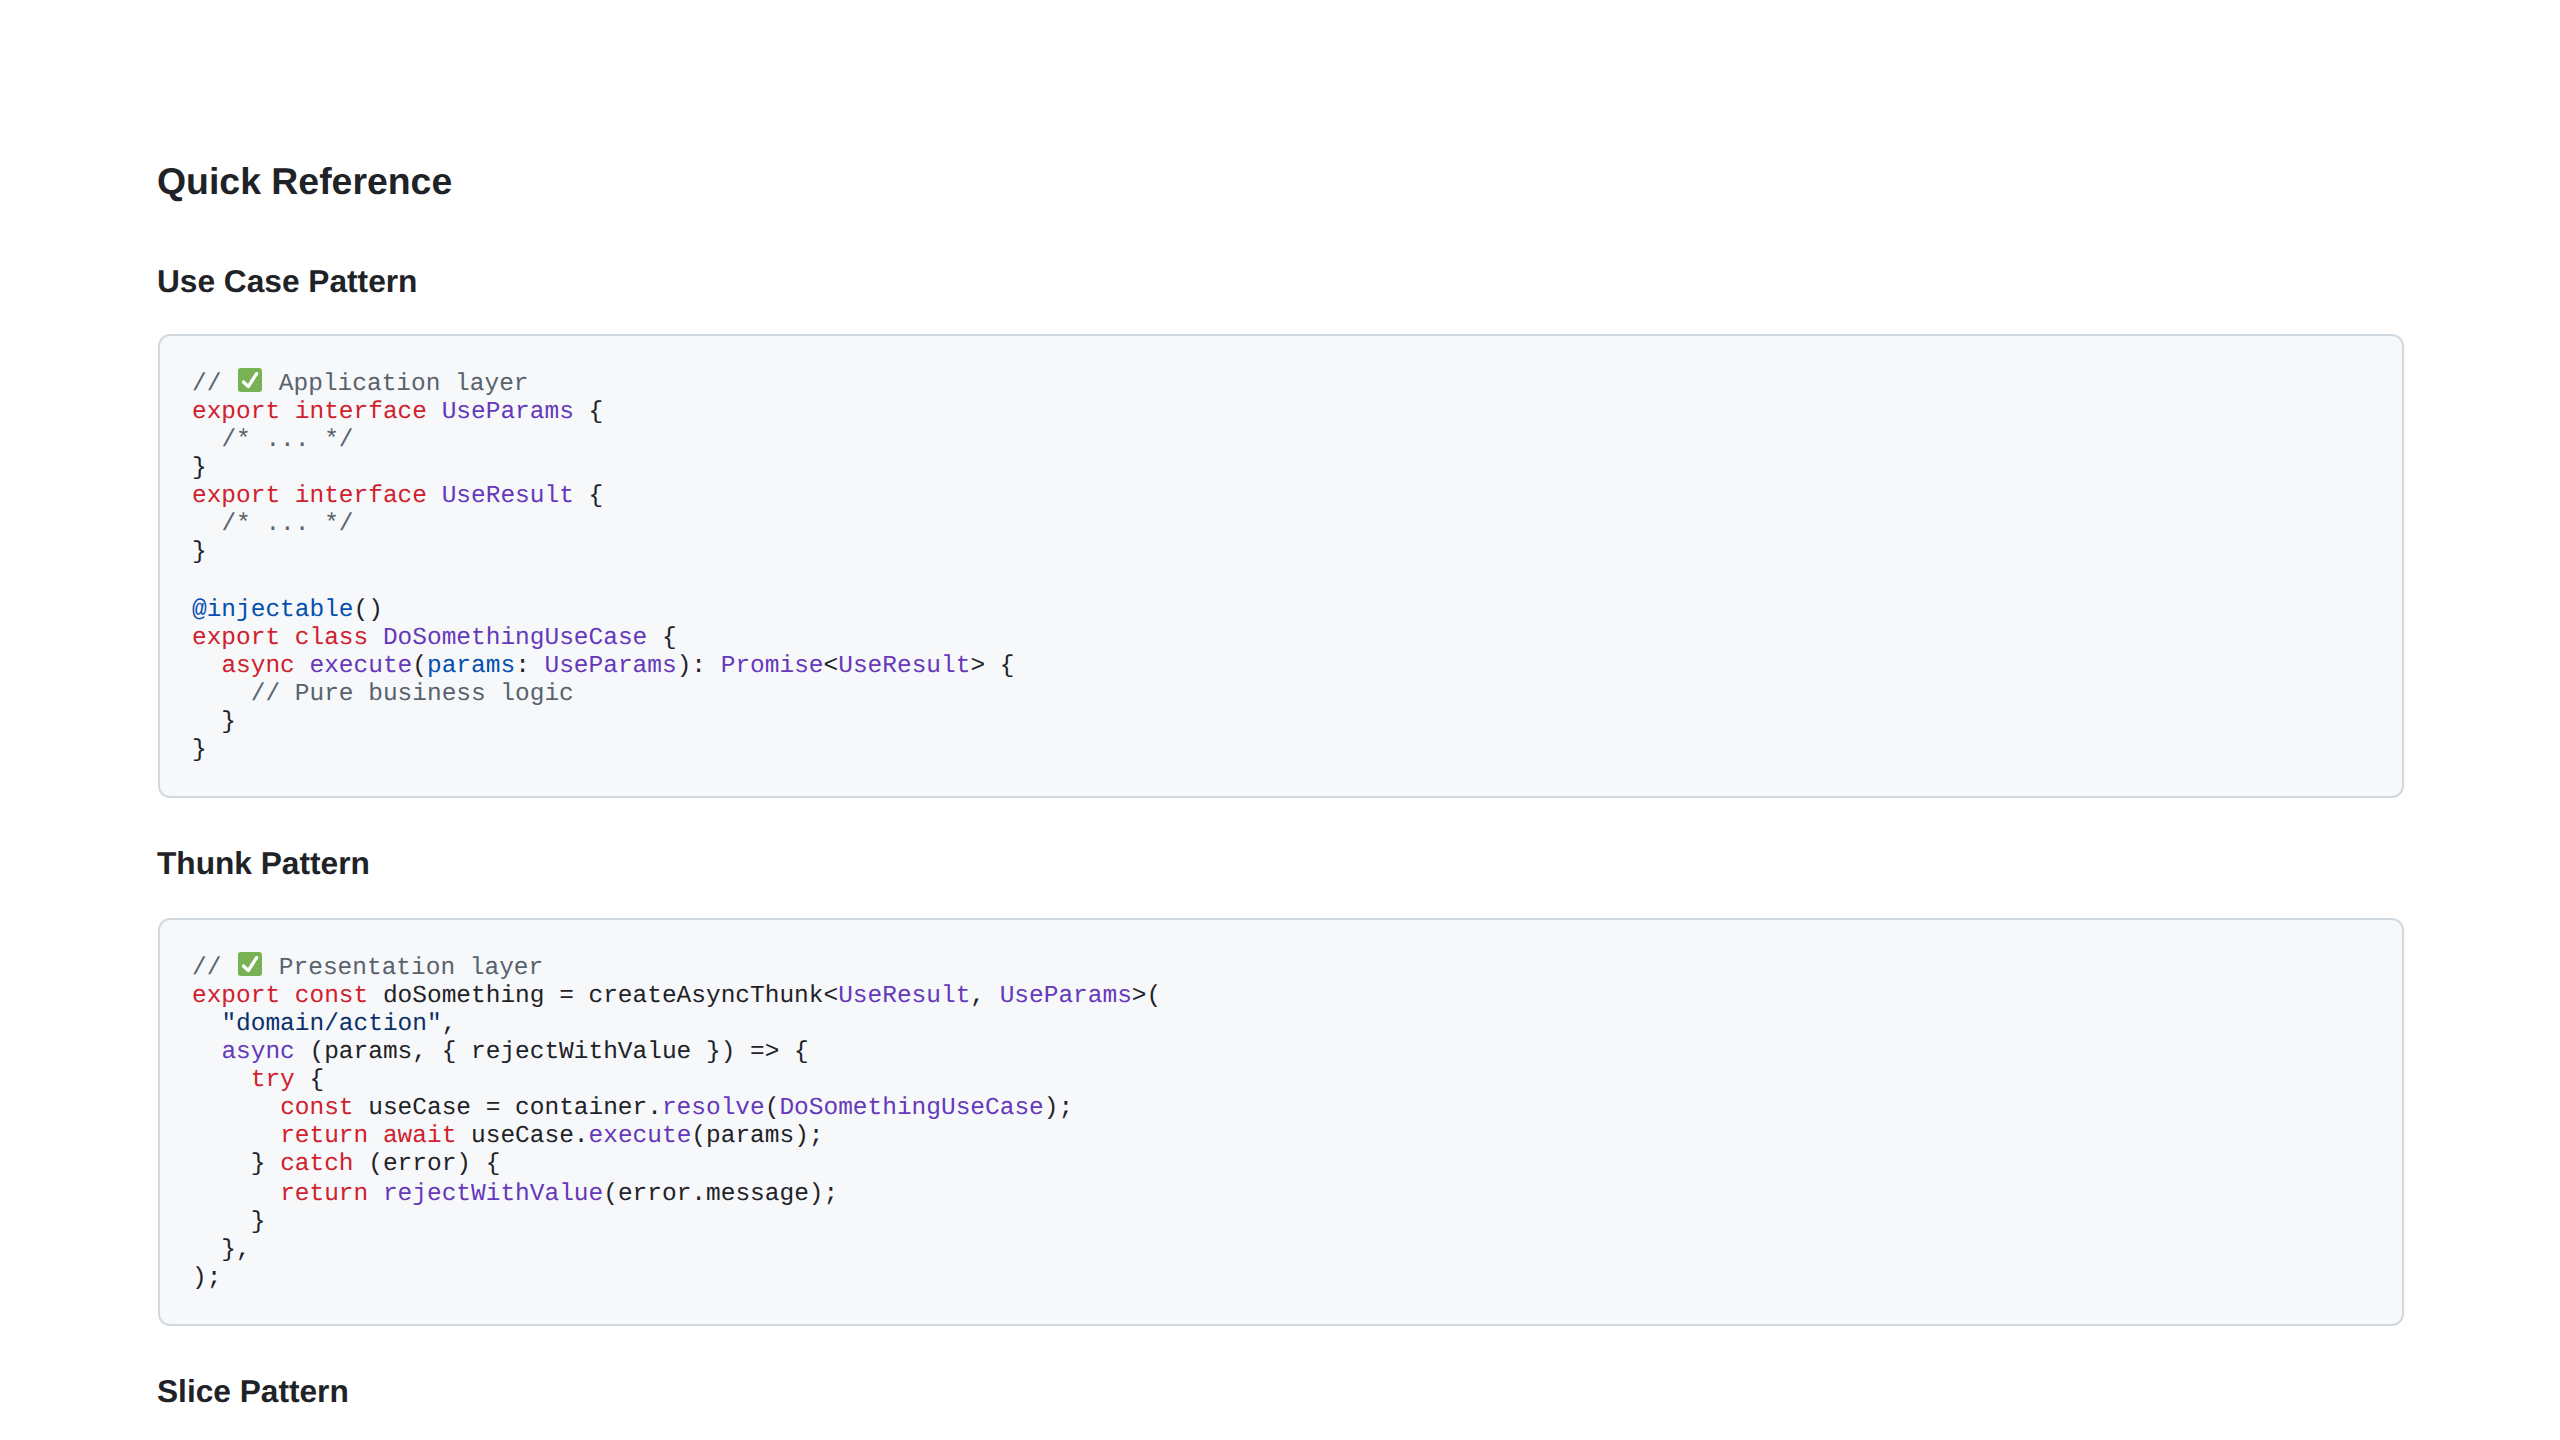 Quick Reference
Use Case Pattern
// ✅ Application layer
export interface UseParams {
  /* ... */
}
export interface UseResult {
  /* ... */
}

@injectable()
export class DoSomethingUseCase {
  async execute(params: UseParams): Promise<UseResult> {
    // Pure business logic
  }
}
Thunk Pattern
// ✅ Presentation layer
export const doSomething = createAsyncThunk<UseResult, UseParams>(
  "domain/action",
  async (params, { rejectWithValue }) => {
    try {
      const useCase = container.resolve(DoSomethingUseCase);
      return await useCase.execute(params);
    } catch (error) {
      return rejectWithValue(error.message);
    }
  },
);
Slice Pattern